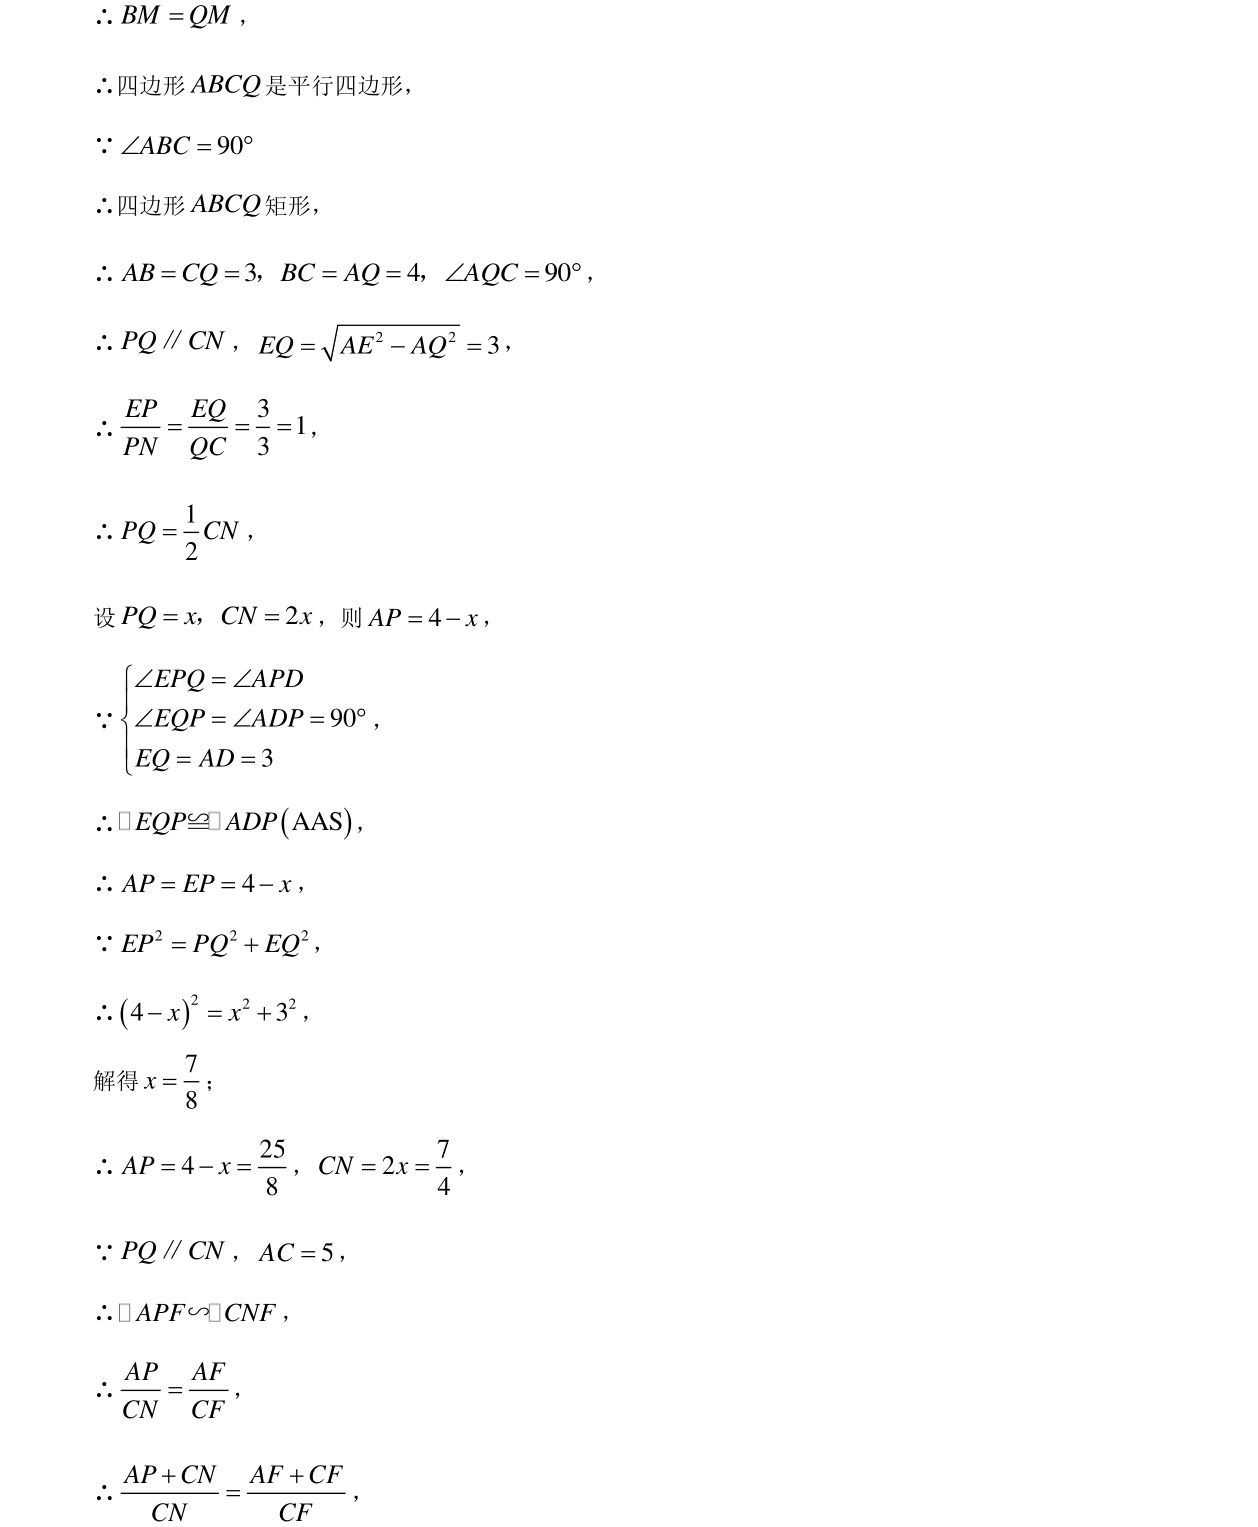 ∴ BM = QM，
∴四边形 ABCQ 是平行四边形，
∵ ∠ABC = 90°
∴四边形 ABCQ 矩形，
∴ AB = CQ = 3，BC = AQ = 4，∠AQC = 90°，
∴ PQ // CN，EQ = √(AE² − AQ²) = 3，
∴ EP/PN = EQ/QC = 3/3 = 1，
∴ PQ = 1/2 CN，
设 PQ = x，CN = 2x，则 AP = 4 − x，
∵ { ∠EPQ = ∠APD
∠EQP = ∠ADP = 90°，
EQ = AD = 3
∴□ EQP≌□ ADP(AAS)，
∴ AP = EP = 4 − x，
∵ EP² = PQ² + EQ²，
∴ (4 − x)² = x² + 3²，
解得 x = 7/8；
∴ AP = 4 − x = 25/8，CN = 2x = 7/4，
∵ PQ // CN，AC = 5，
∴□ APF∽□ CNF，
∴ AP/CN = AF/CF，
∴ (AP + CN)/CN = (AF + CF)/CF，